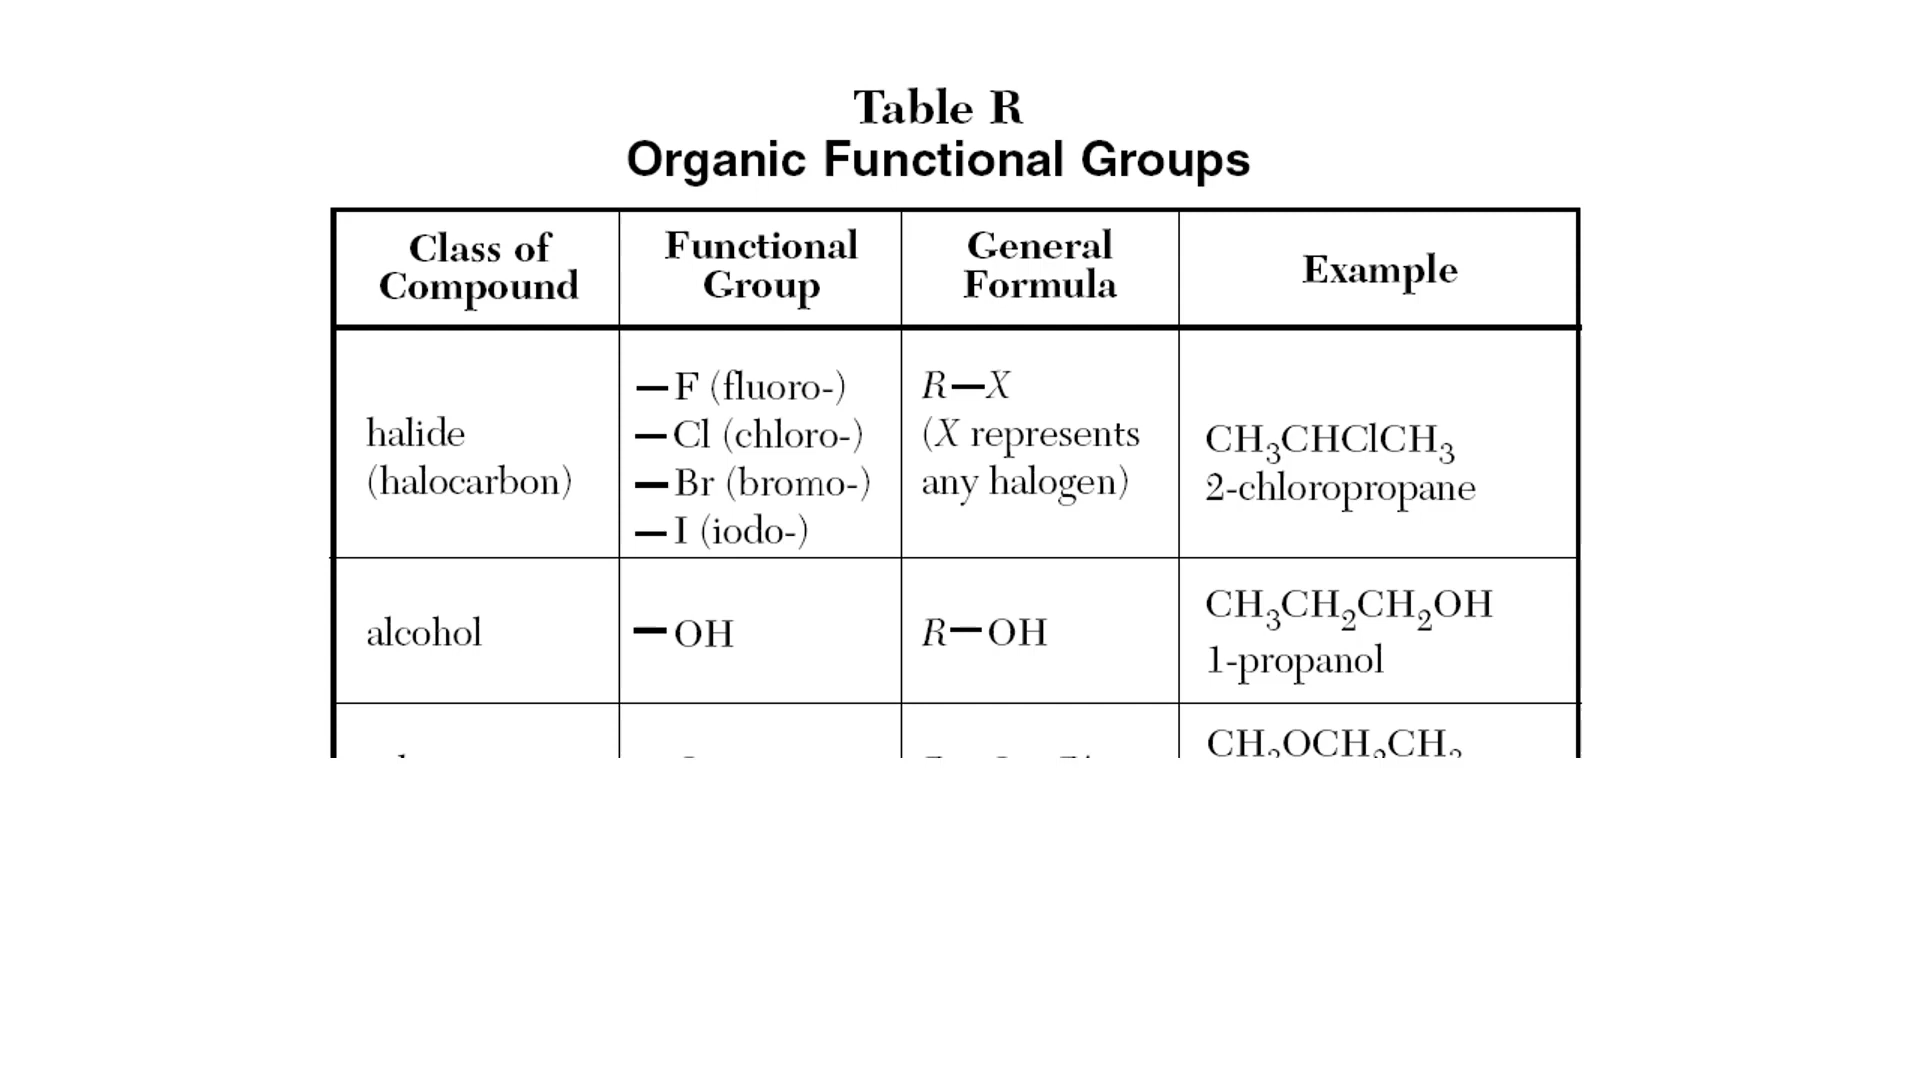 Table R
Organic Functional Groups
Class of Compound | Functional Group | General Formula | Example
halide (halocarbon)
—F (fluoro-)
—Cl (chloro-)
—Br (bromo-)
—I (iodo-)
R—X
(X represents
any halogen)
CH₃CHClCH₃
2-chloropropane
alcohol
—OH
R—OH
CH₃CH₂CH₂OH
1-propanol
CH₃OCH₂CH₃